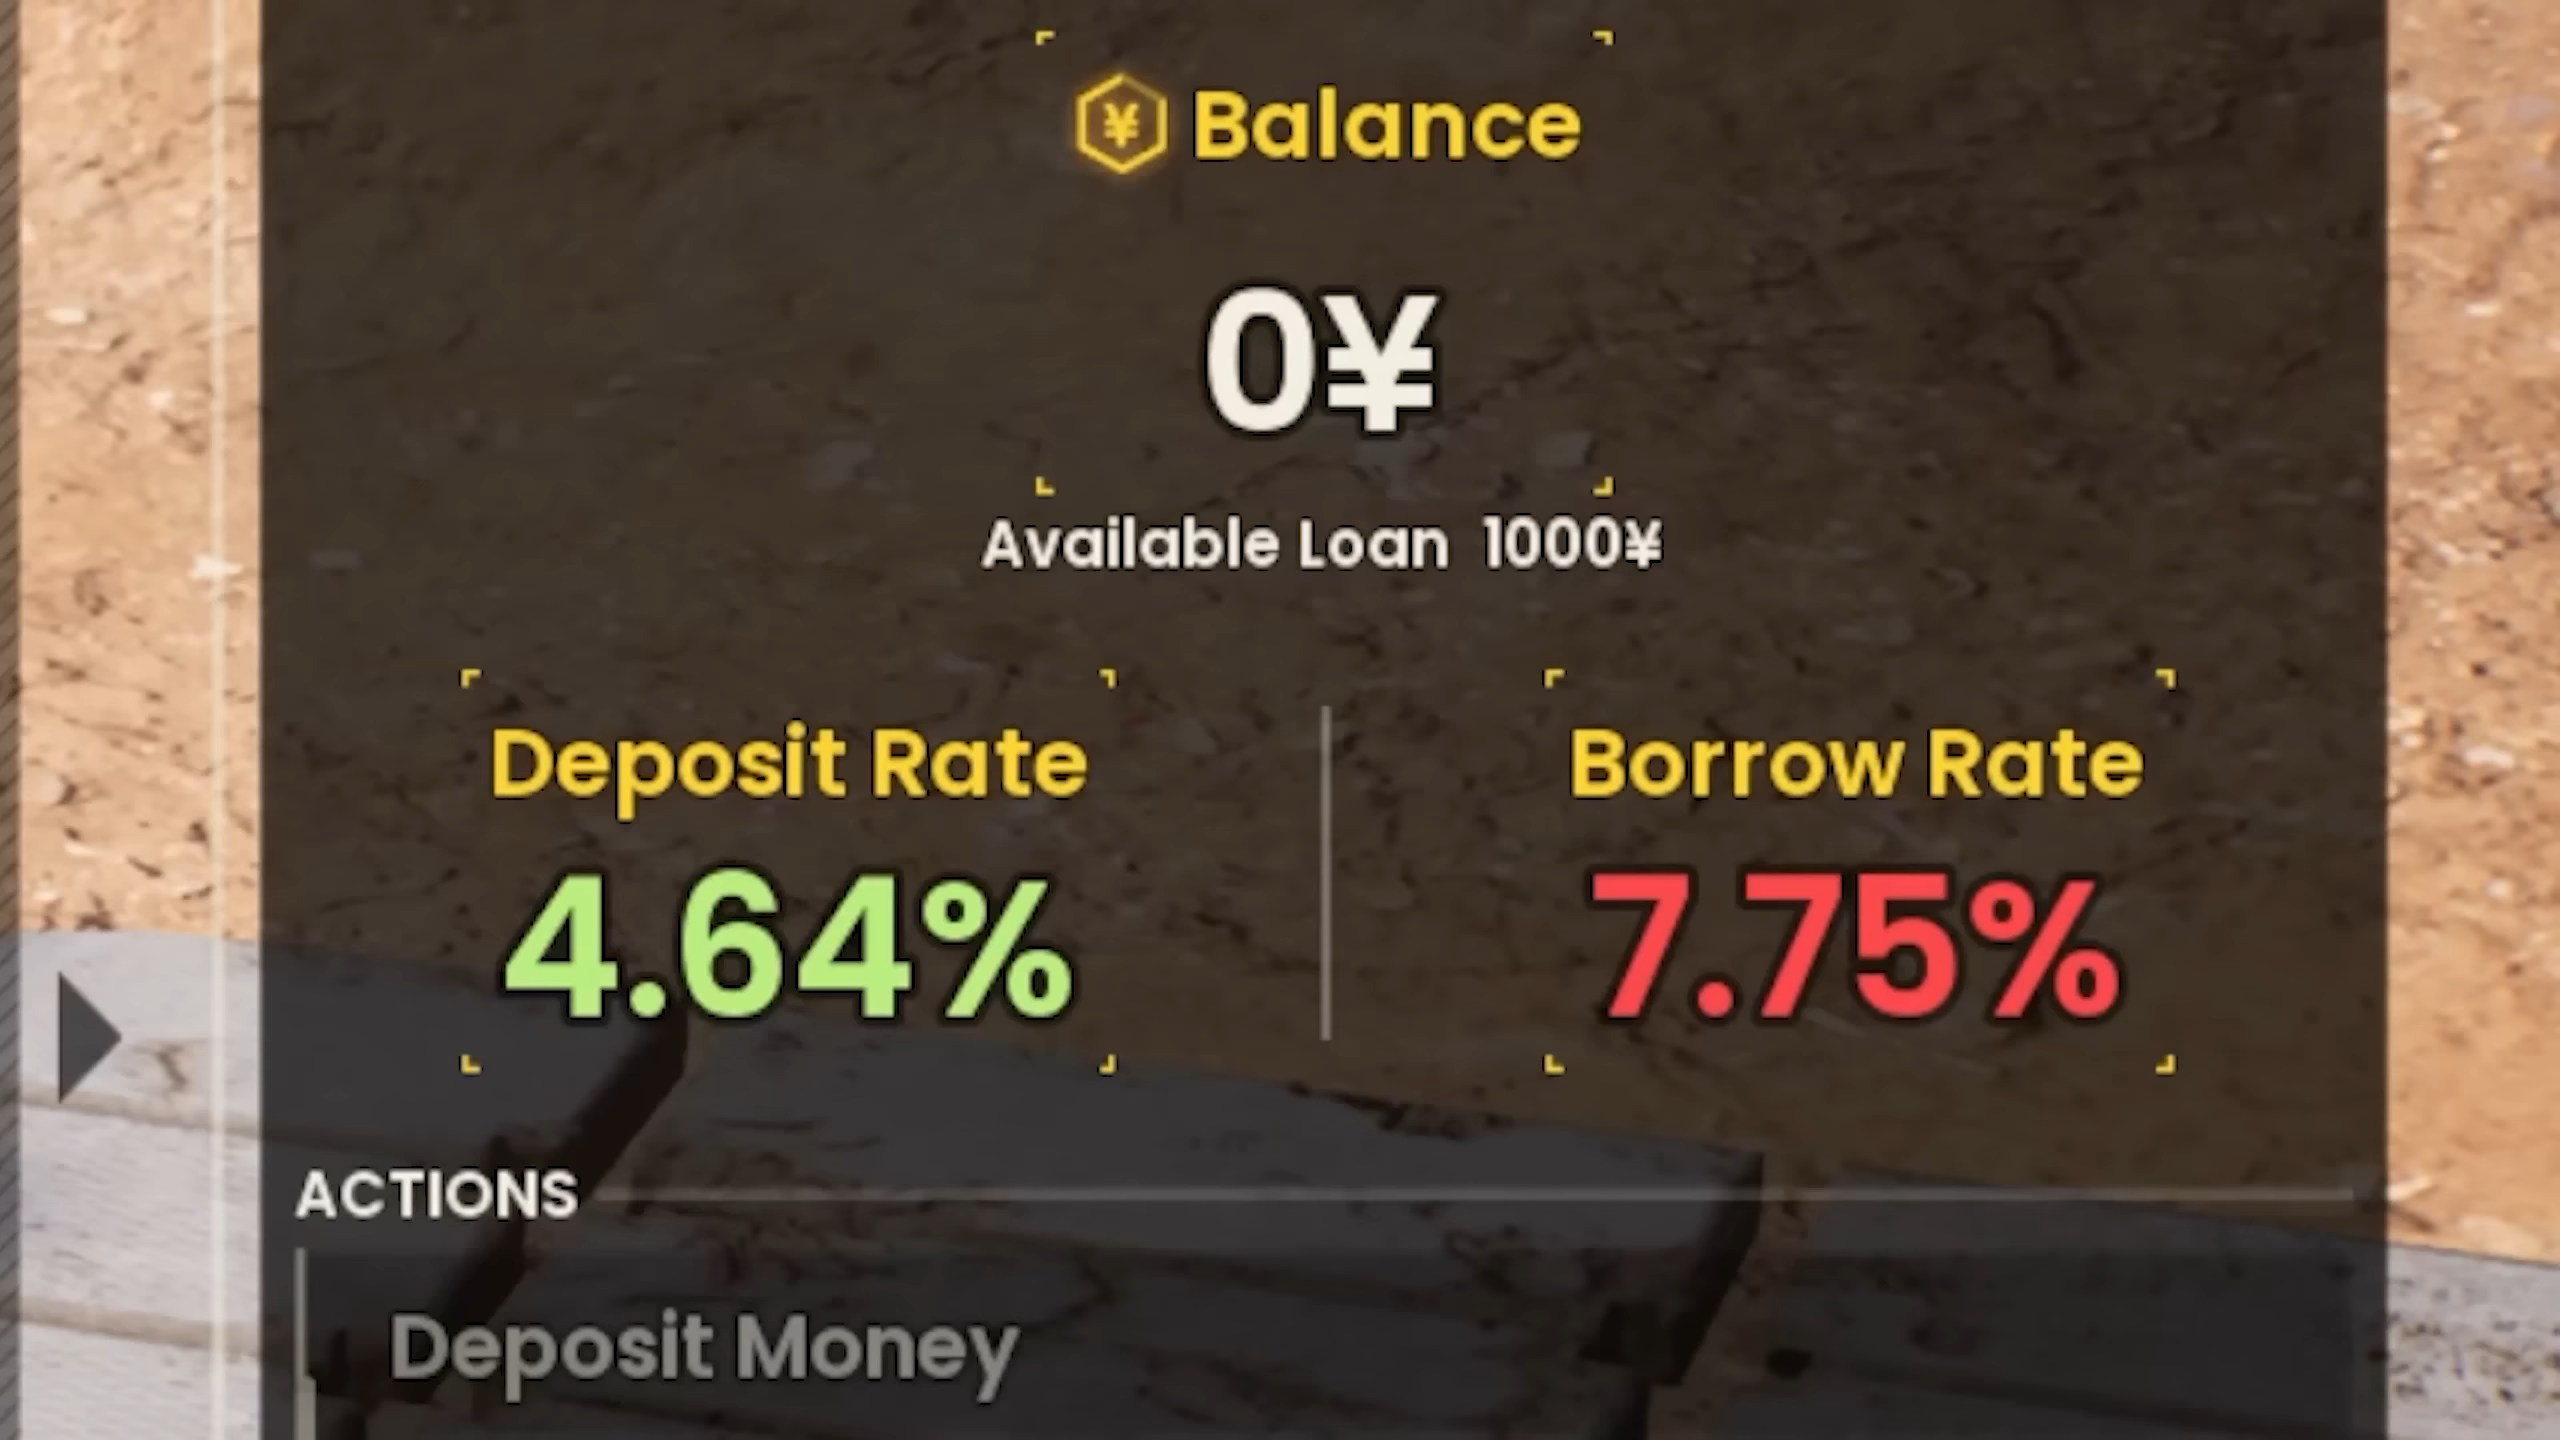 ¥ Balance
0¥
Available Loan 1000¥
Deposit Rate
Borrow Rate
4.64%
7.75%
ACTIONS
Deposit Money